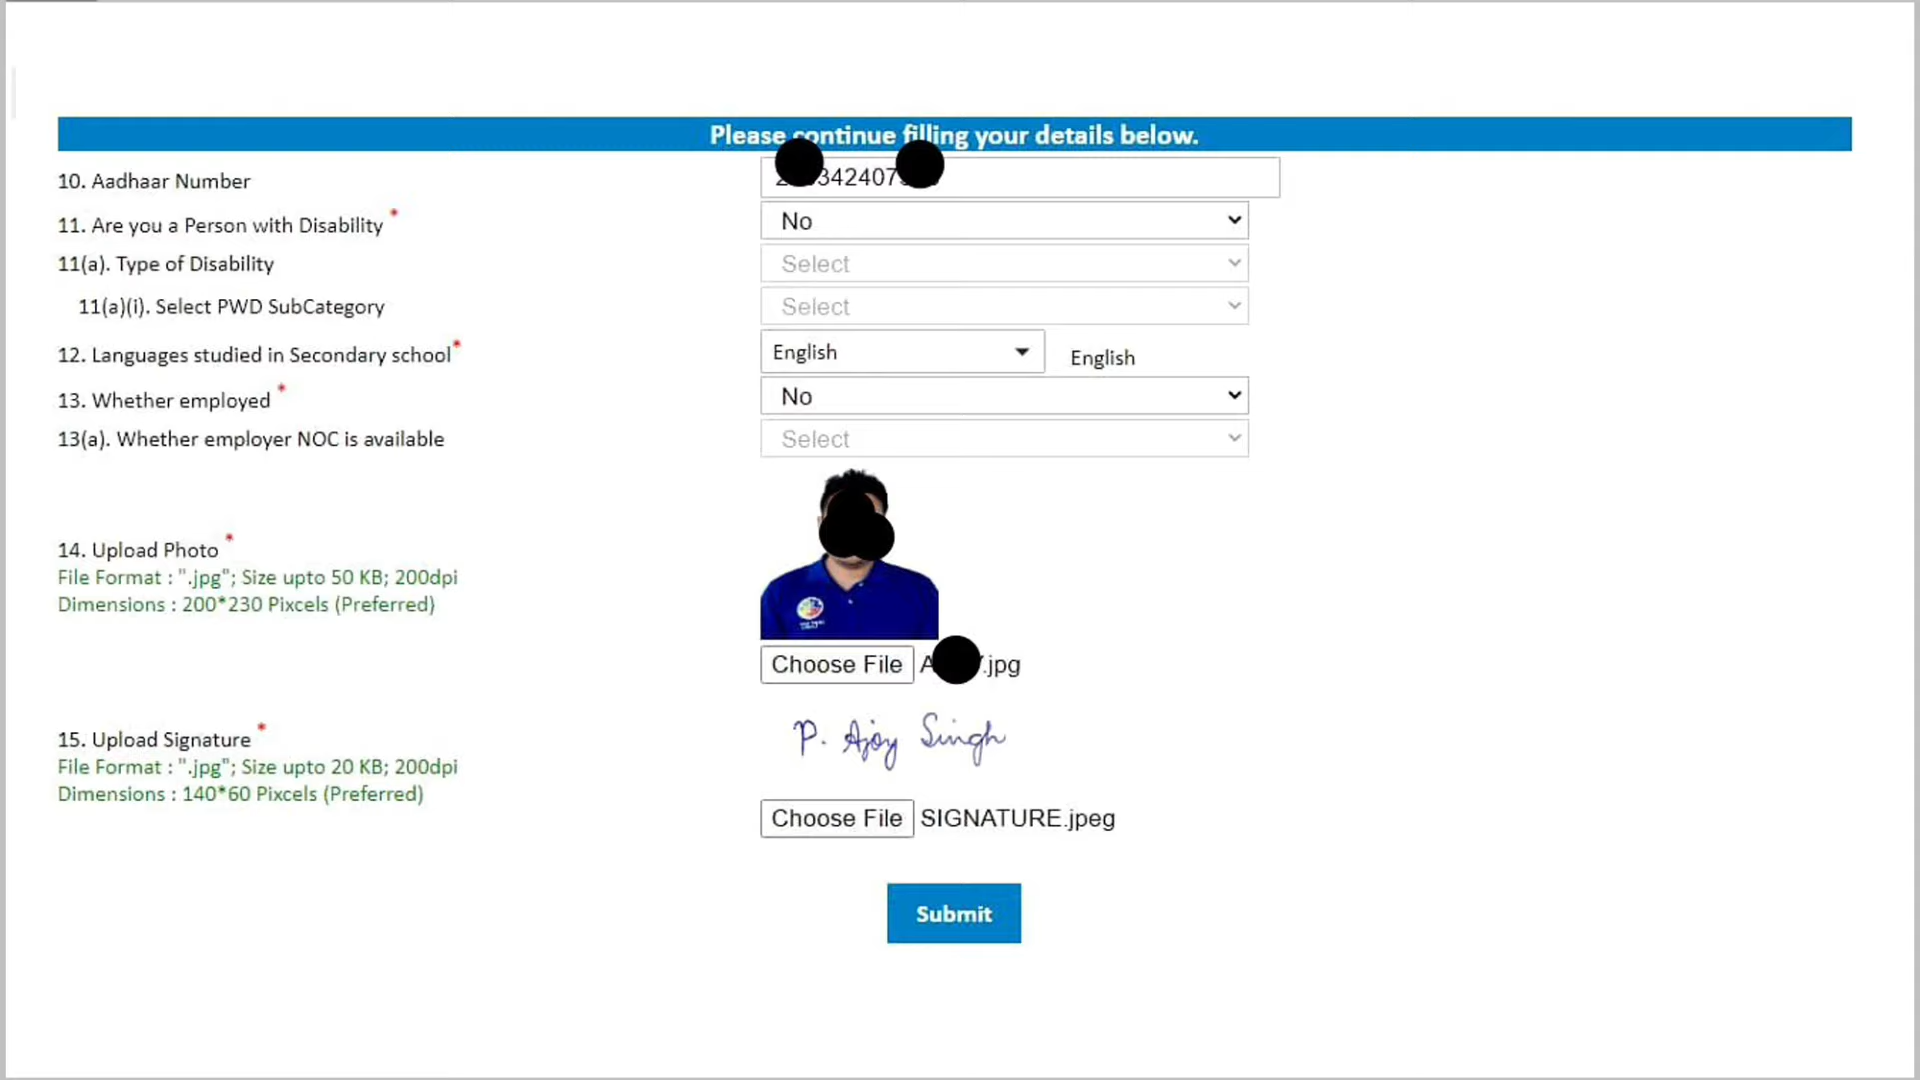 Please continue filling your details below.
10. Aadhaar Number
342407
11. Are you a Person with Disability *
No
11(a). Type of Disability
Select
11(a)(i). Select PWD SubCategory
Select
12. Languages studied in Secondary school *
English
English
13. Whether employed *
No
13(a). Whether employer NOC is available
Select
14. Upload Photo *
File Format : ".jpg"; Size upto 50 KB; 200dpi
Dimensions : 200*230 Pixcels (Preferred)
Choose File
.jpg
15. Upload Signature *
File Format : ".jpg"; Size upto 20 KB; 200dpi
Dimensions : 140*60 Pixcels (Preferred)
P. Ajoy Singh
Choose File SIGNATURE.jpeg
Submit